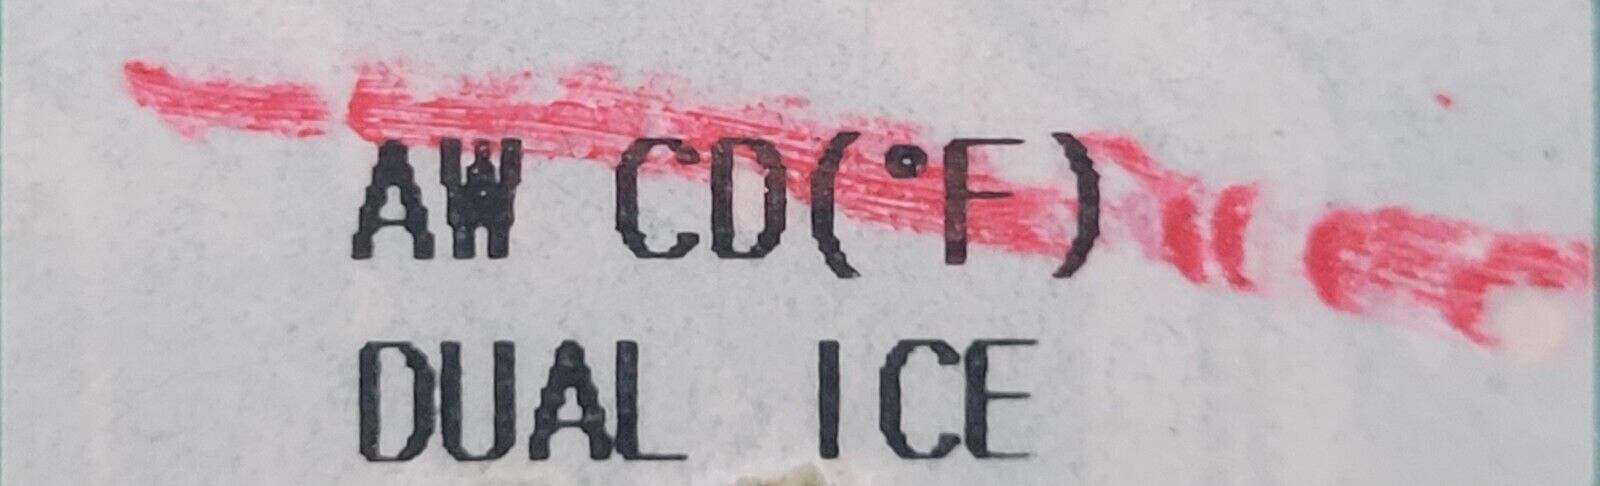 AW CD(°F)
DUAL ICE